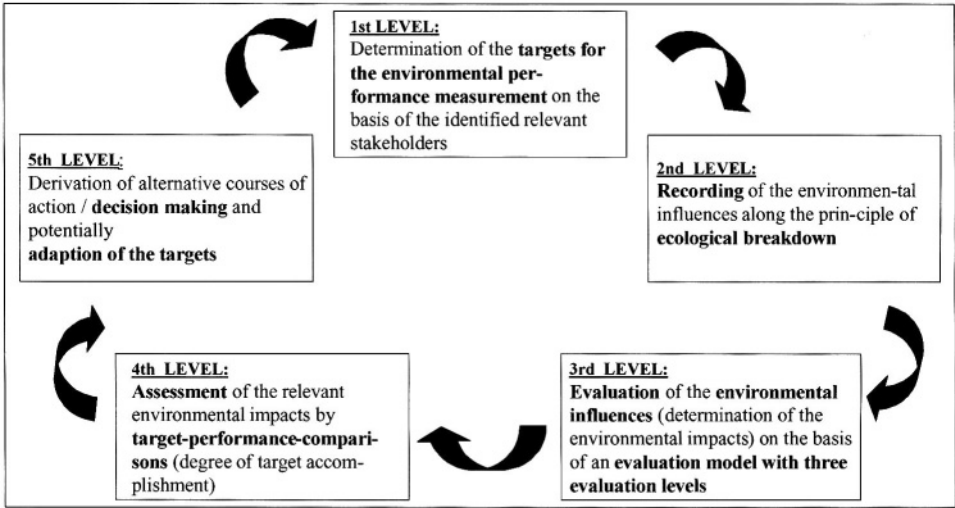 1st LEVEL:
Determination of the targets for
the environmental per-
formance measurement on the
basis of the identified relevant
stakeholders
2nd LEVEL:
Recording of the environmen-tal
influences along the prin-ciple of
ecological breakdown
3rd LEVEL:
Evaluation of the environmental
influences (determination of the
environmental impacts) on the basis
of an evaluation model with three
evaluation levels
4th LEVEL:
Assessment of the relevant
environmental impacts by
target-performance-compari-
sons (degree of target accom-
plishment)
5th LEVEL:
Derivation of alternative courses of
action / decision making and
potentially
adaption of the targets